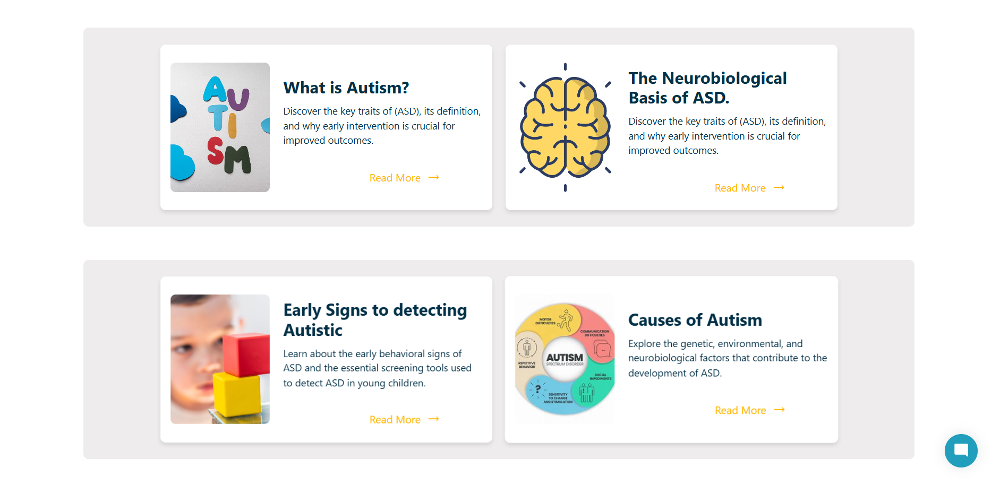 AUTISM
What is Autism?
Discover the key traits of (ASD), its definition,
and why early intervention is crucial for
improved outcomes.
Read More
The Neurobiological
Basis of ASD.
Discover the key traits of (ASD), its definition,
and why early intervention is crucial for
improved outcomes.
Read More
Early Signs to detecting
Autistic
Learn about the early behavioral signs of
ASD and the essential screening tools used
to detect ASD in young children.
Read More
MOTOR
DIFFICULTIES
COMMUNICATION
DIFFICULTIES
REPETITIVE
BEHAVIOR
AUTISM
SPECTRUM DISORDER
SOCIAL
IMPEDIMENTS
?
SENSITIVITY
TO CHANGE
AND STIMULATION
Causes of Autism
Explore the genetic, environmental, and
neurobiological factors that contribute to the
development of ASD.
Read More